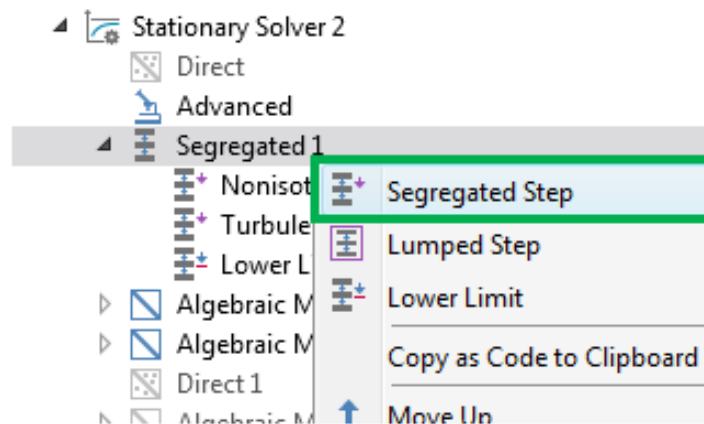 Stationary Solver 2
Direct
Advanced
Segregated 1
Nonisot
Segregated Step
Turbule
Lumped Step
Lower L
Lower Limit
Algebraic M
Algebraic M
Copy as Code to Clipboard
Direct 1
Algebraic M
Move Up